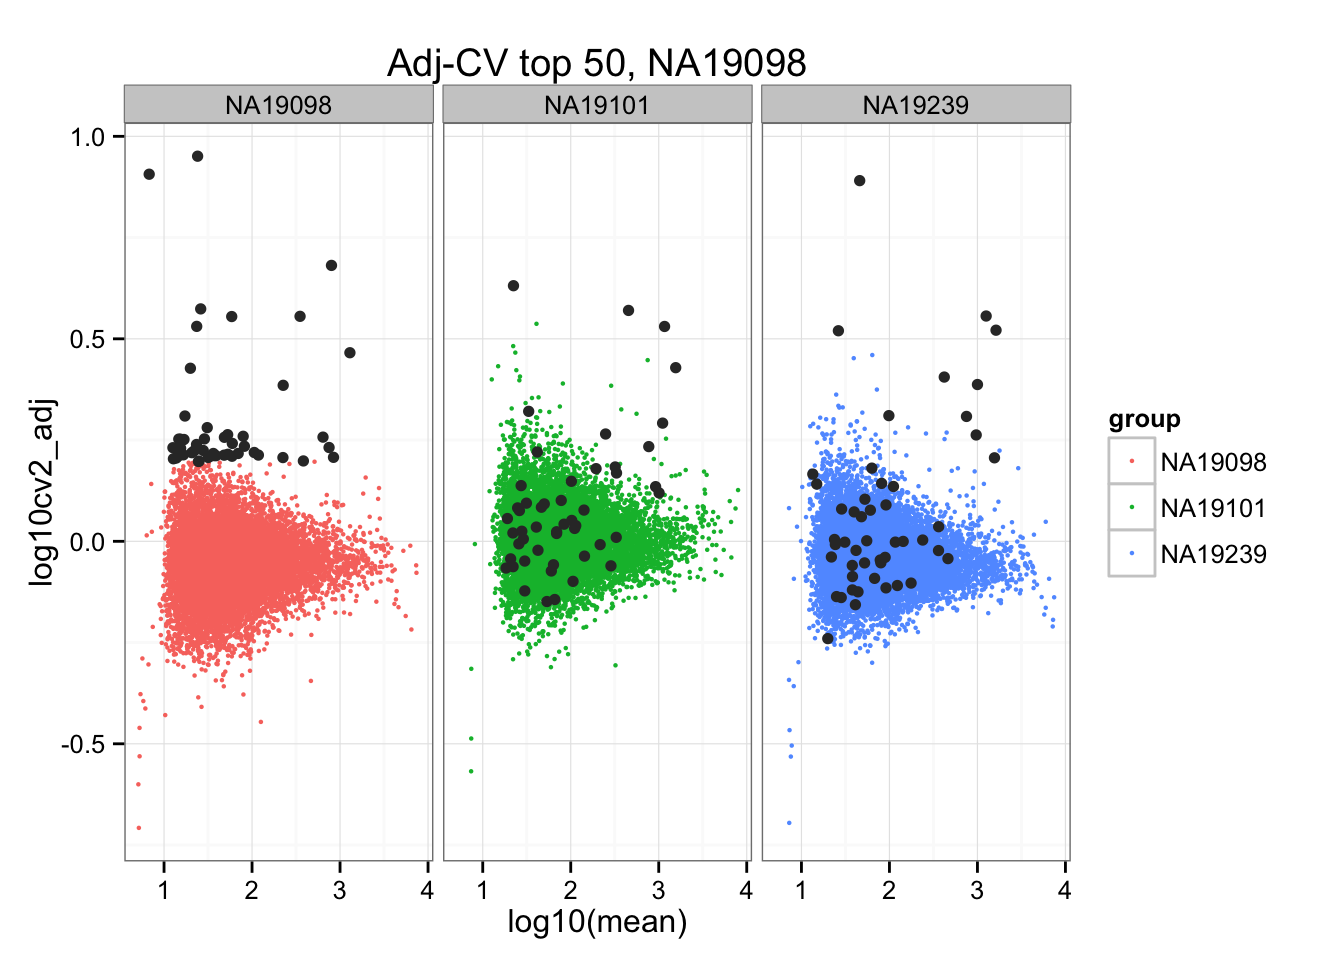 Adj-CV top 50, NA19098
NA19098 NA19101 NA19239
1.0
0.5
0.0
-0.5
log10cv2_adj
1 2 3 4 1 2 3 4 1 2 3 4
log10(mean)
group
NA19098
NA19101
NA19239